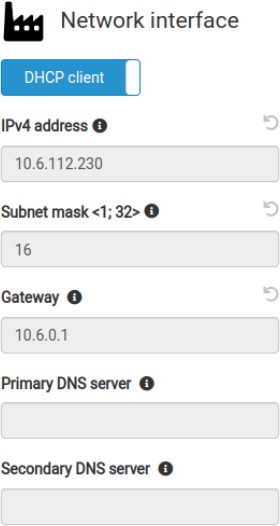 Network interface
DHCP client
IPv4 address
10.6.112.230
Subnet mask <1; 32>
16
Gateway
10.6.0.1
Primary DNS server
Secondary DNS server